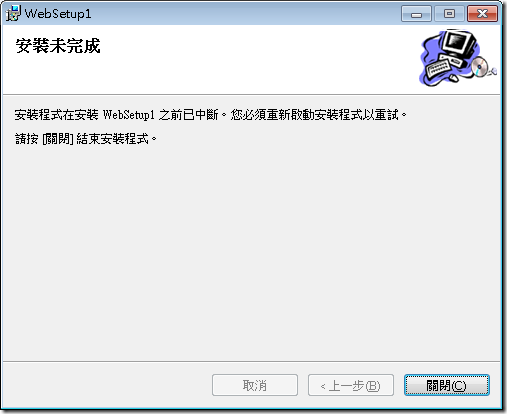 WebSetup1
安裝未完成
安裝程式在安裝 WebSetup1 之前已中斷。您必須重新啟動安裝程式以重試。
請按 [關閉] 結束安裝程式。
取消
< 上一步(B)
關閉(C)